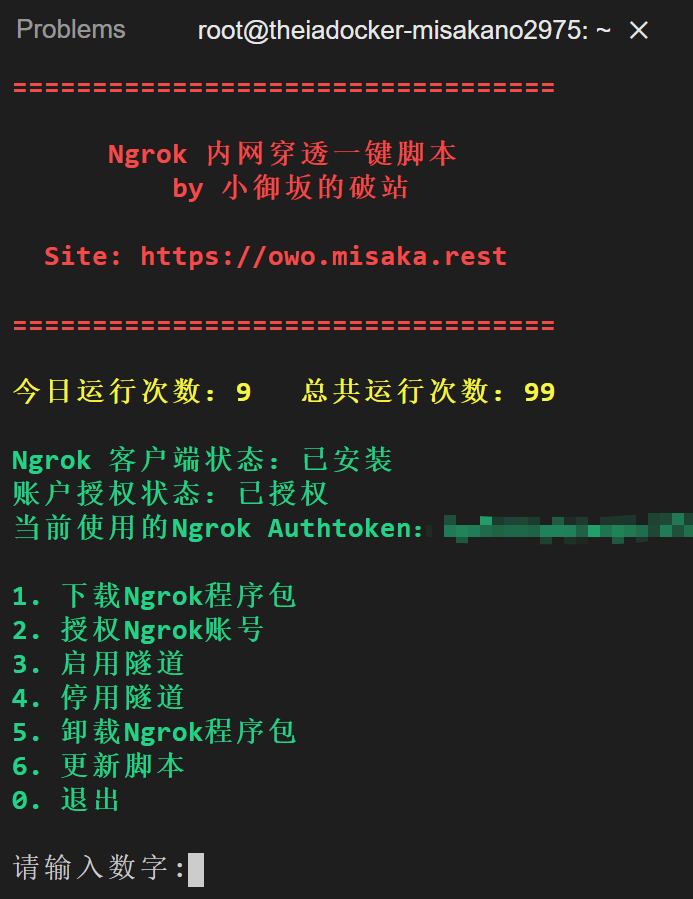 Problems root@theiadocker-misakano2975: ~ ×
==================================
Ngrok 内网穿透一键脚本
by 小御坂的破站
Site: https://owo.misaka.rest
==================================
今日运行次数：9 总共运行次数：99
Ngrok 客户端状态：已安装
账户授权状态：已授权
当前使用的Ngrok Authtoken：
1. 下载Ngrok程序包
2. 授权Ngrok账号
3. 启用隧道
4. 停用隧道
5. 卸载Ngrok程序包
6. 更新脚本
0. 退出
请输入数字: